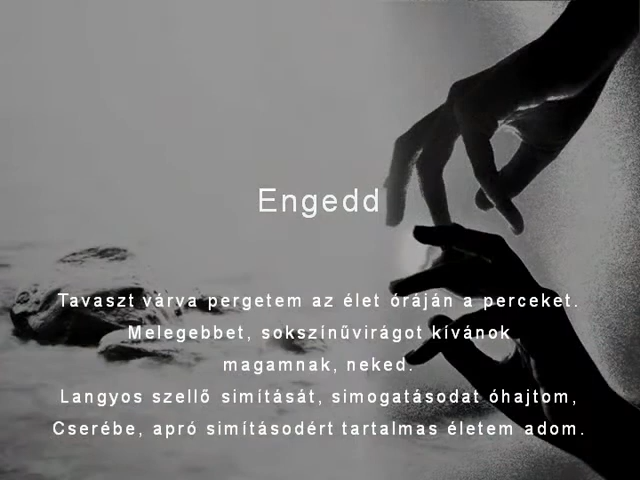 Engedd
Tavaszt várva pergetem az élet óráján a perceket.
Melegebbet, sokszínűvirágot kívánok
magamnak, neked.
Langyos szellő simítását, simogatásodat óhajtom,
Cserébe, apró simításodért tartalmas életem adom.